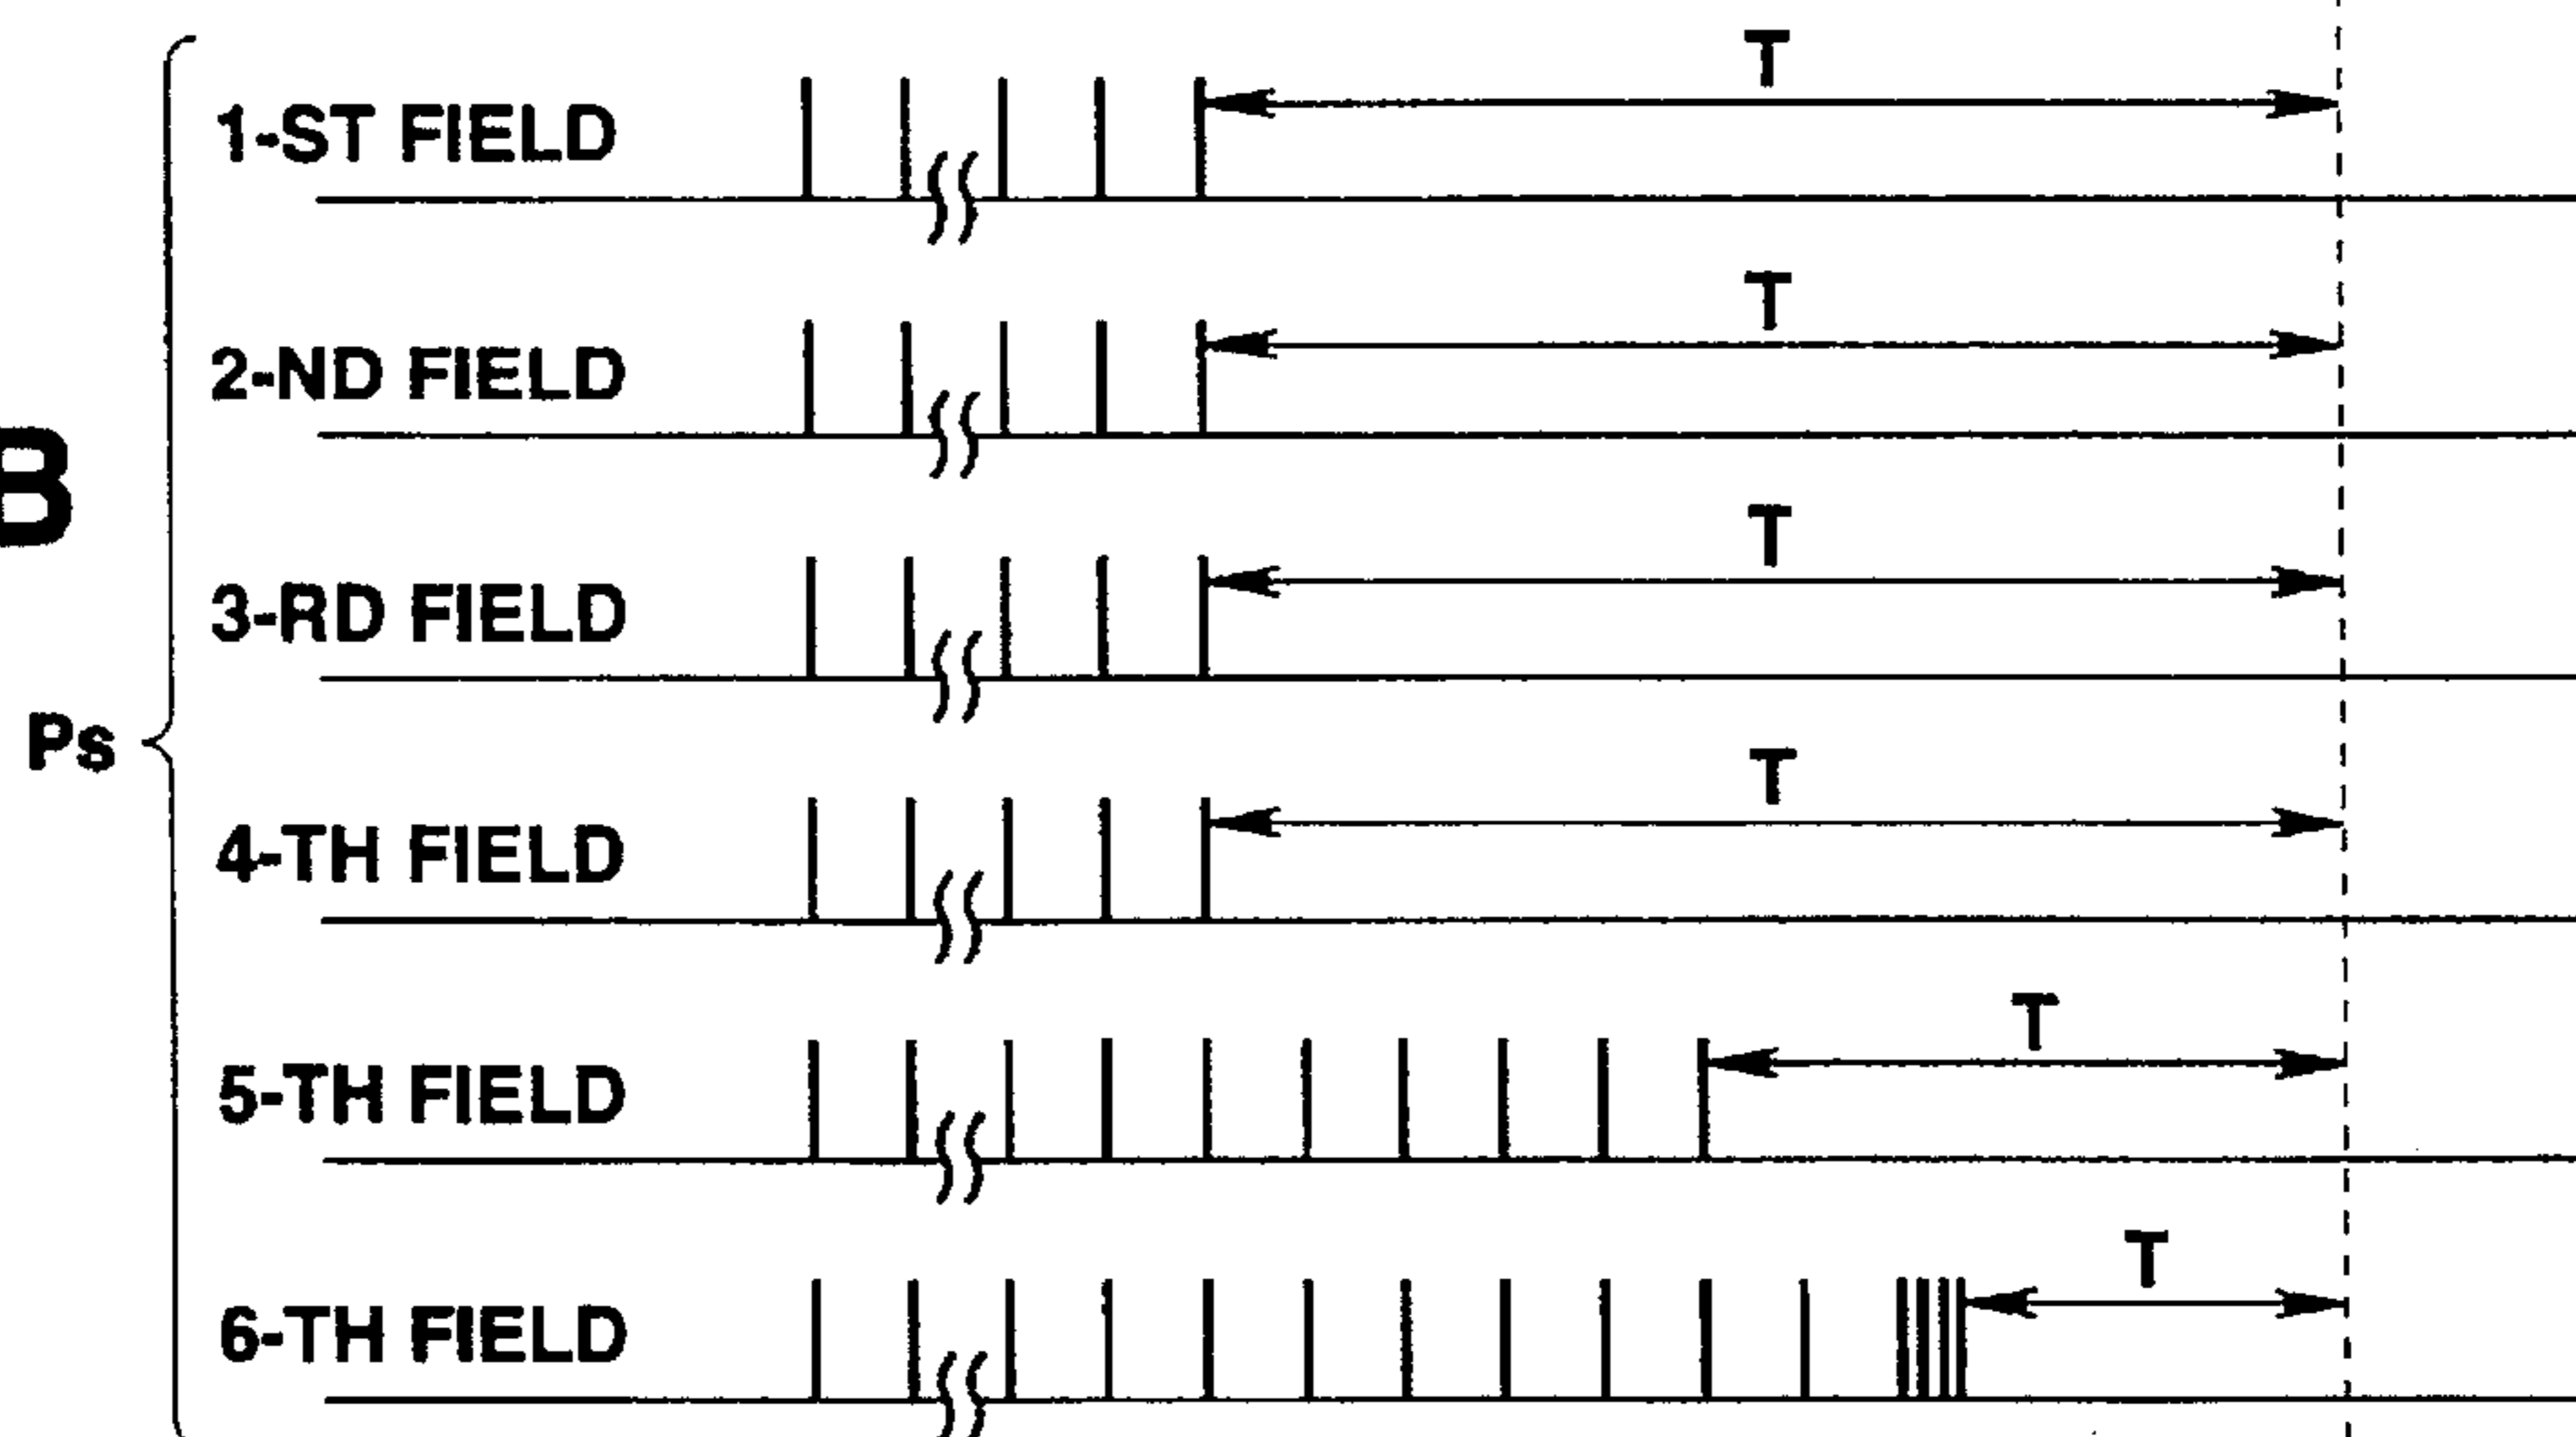 T
1-ST FIELD
T
2-ND FIELD
B
T
3-RD FIELD
Ps
T
4-TH FIELD
T
5-TH FIELD
T
6-TH FIELD